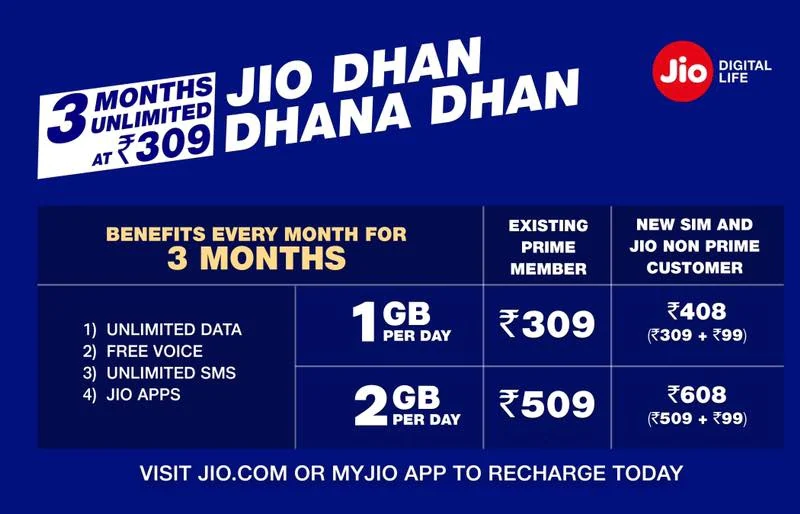 3 MONTHS
UNLIMITED
AT ₹309
JIO DHAN
DHANA DHAN
Jio DIGITAL
LIFE
BENEFITS EVERY MONTH FOR
3 MONTHS
EXISTING
PRIME
MEMBER
NEW SIM AND
JIO NON PRIME
CUSTOMER
1) UNLIMITED DATA
2) FREE VOICE
3) UNLIMITED SMS
4) JIO APPS
1 GB
PER DAY
₹309
₹408
(₹309 + ₹99)
2 GB
PER DAY
₹509
₹608
(₹509 + ₹99)
VISIT JIO.COM OR MYJIO APP TO RECHARGE TODAY